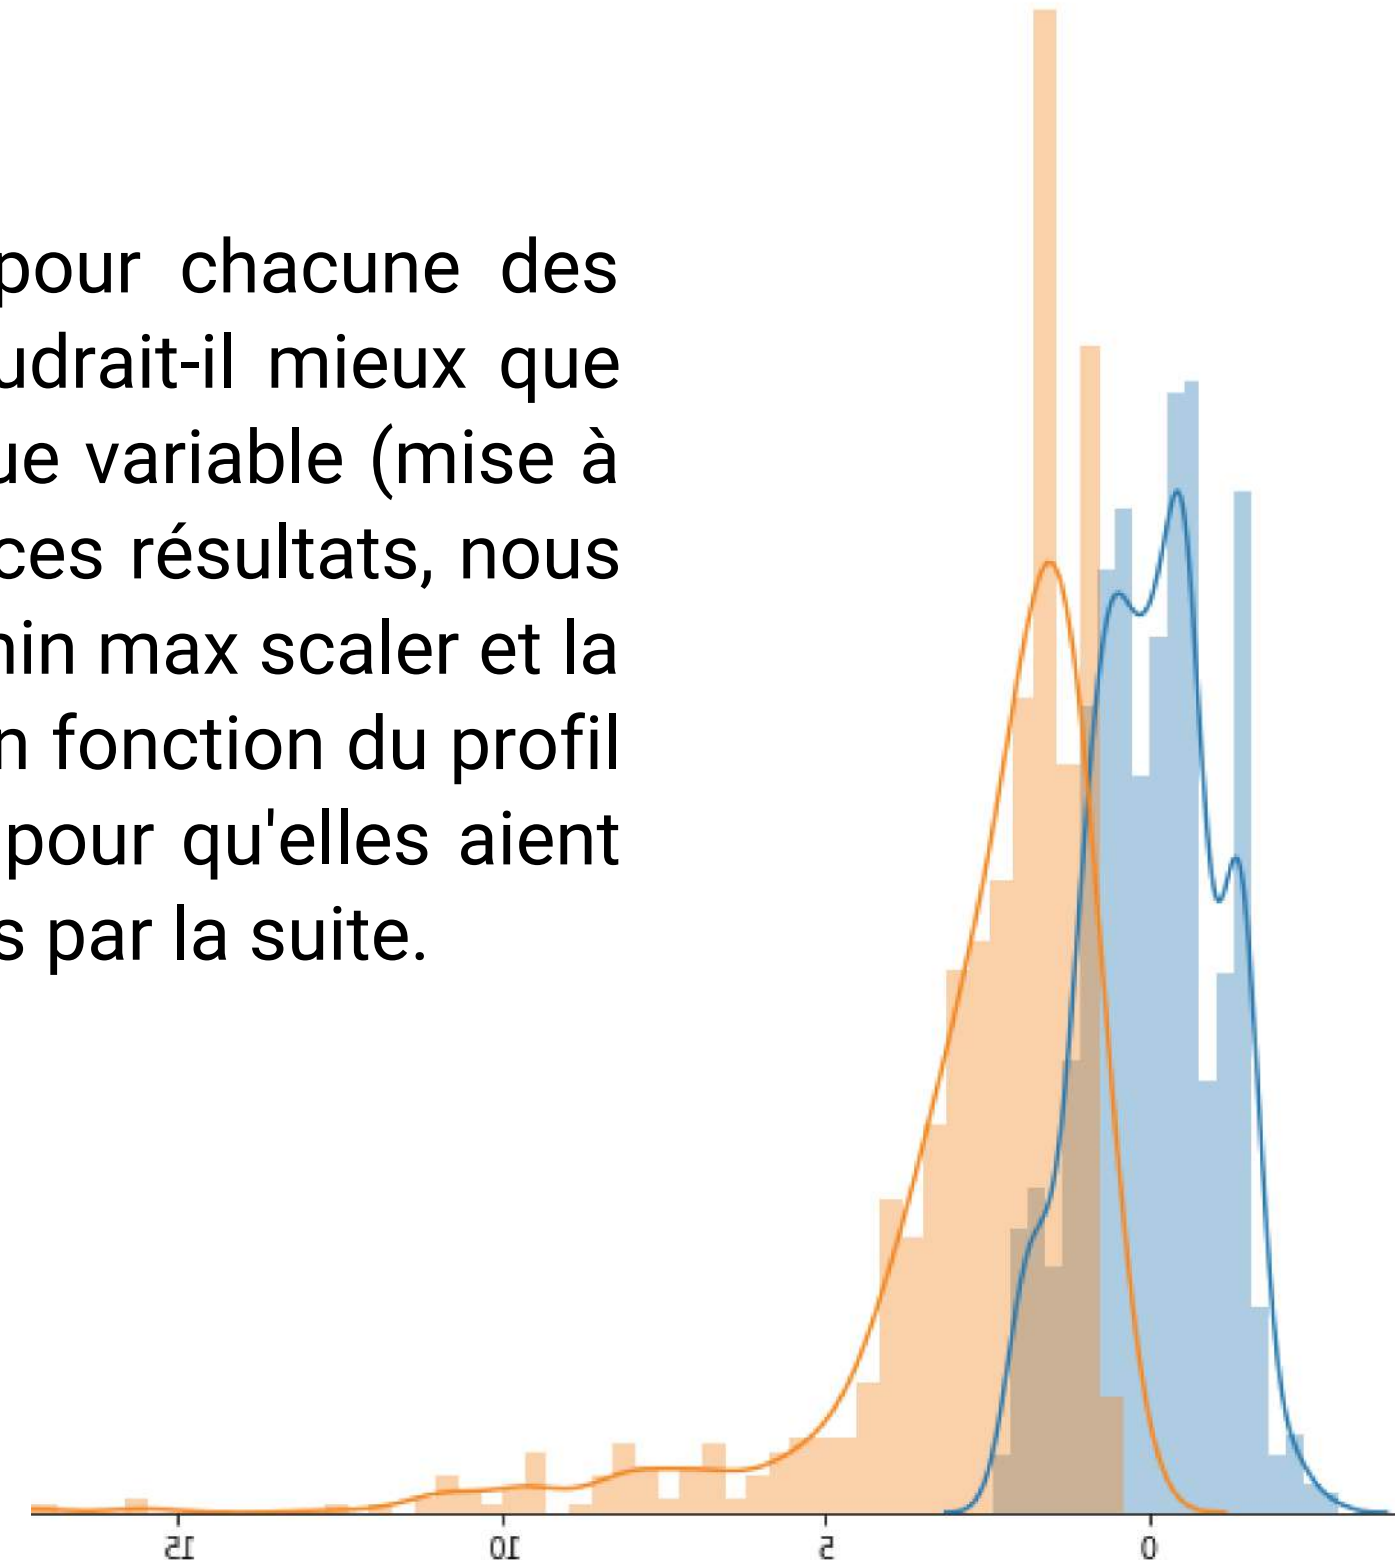 pour chacune des
udrait-il mieux que
ue variable (mise à
ces résultats, nous
nin max scaler et la
n fonction du profil
pour qu'elles aient
s par la suite.
15 10 5 0